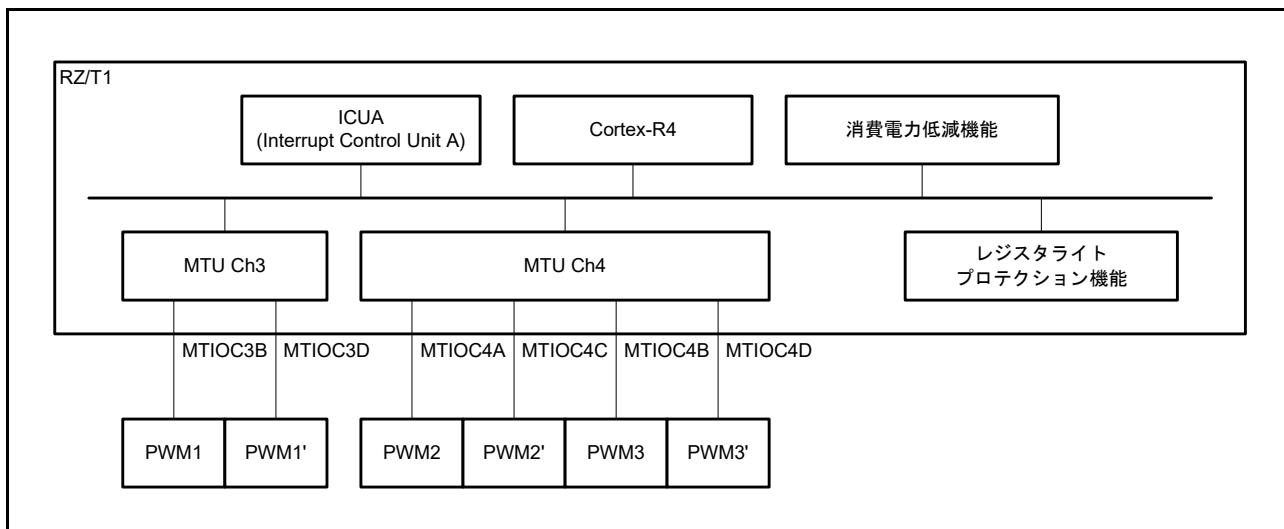 RZ/T1
ICUA
(Interrupt Control Unit A)
Cortex-R4
消費電力低減機能
MTU Ch3
MTU Ch4
レジスタライト
プロテクション機能
MTIOC3B
MTIOC3D
MTIOC4A
MTIOC4C
MTIOC4B
MTIOC4D
PWM1
PWM1'
PWM2
PWM2'
PWM3
PWM3'